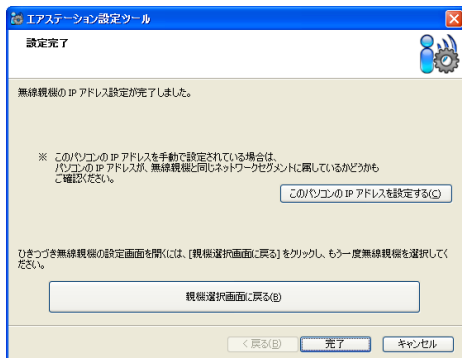 エアステーション設定ツール
設定完了
無線親機の IP アドレス設定が完了しました。
※ このパソコンの IP アドレスを手動で設定されている場合は、
パソコンの IP アドレスが、無線親機と同じネットワークセグメントに属しているかどうかも
ご確認ください。
このパソコンの IP アドレスを設定する(C)
ひきつづき無線親機の設定画面を開くには、[親機選択画面に戻る] をクリックし、もう一度無線親機を選択してく
ださい。
親機選択画面に戻る(B)
< 戻る(B)
完了
キャンセル